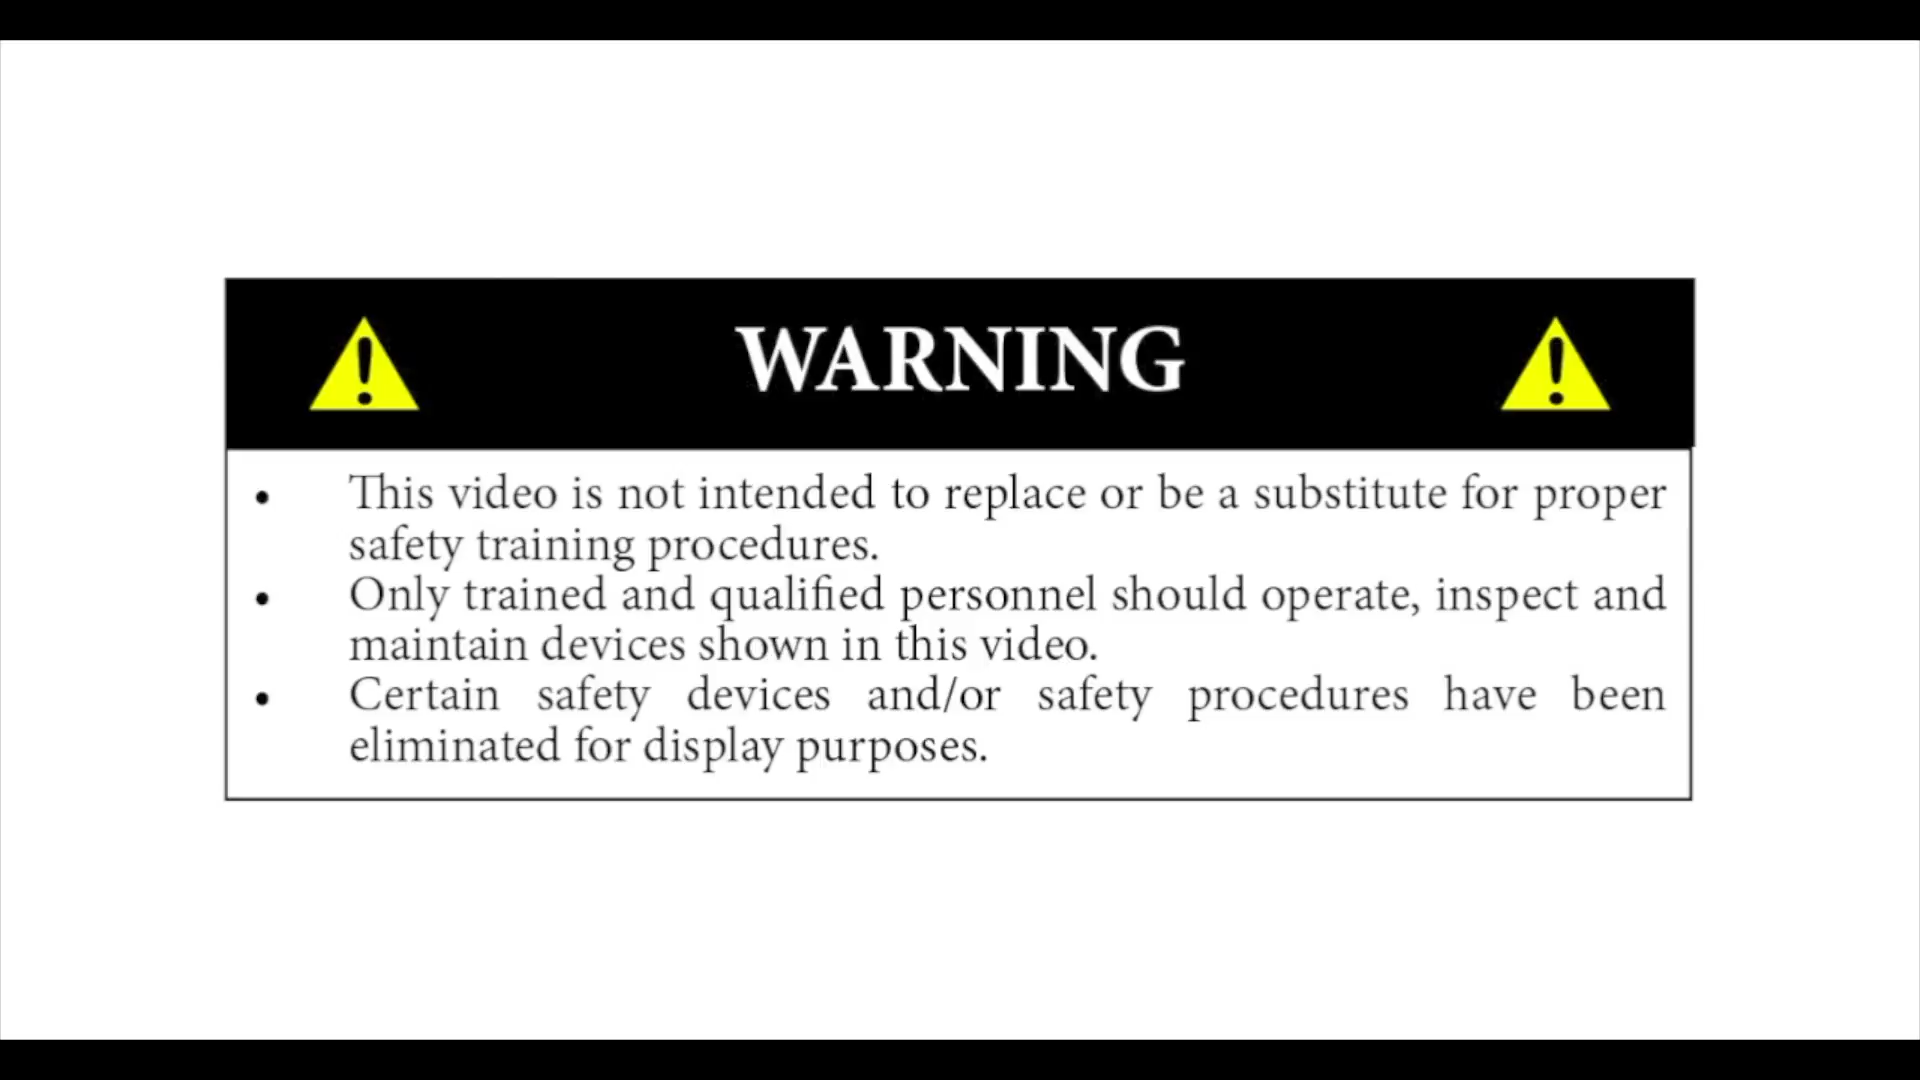 WARNING
• This video is not intended to replace or be a substitute for proper
safety training procedures.
• Only trained and qualified personnel should operate, inspect and
maintain devices shown in this video.
• Certain safety devices and/or safety procedures have been
eliminated for display purposes.